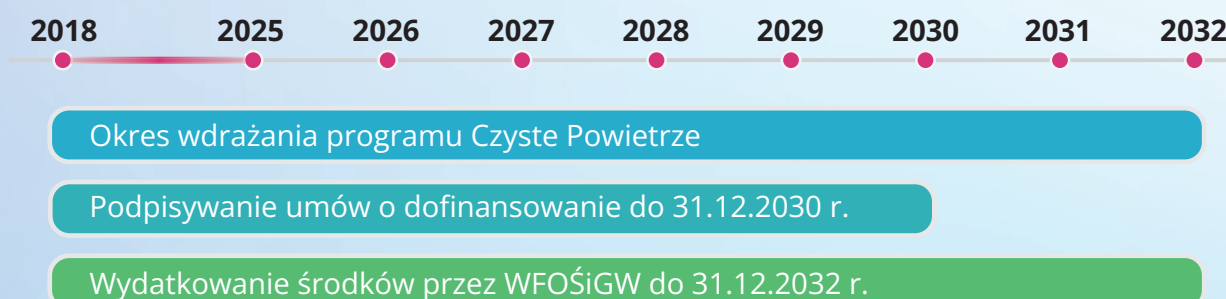 2018 2025 2026 2027 2028 2029 2030 2031 2032
Okres wdrażania programu Czyste Powietrze
Podpisywanie umów o dofinansowanie do 31.12.2030 r.
Wydatkowanie środków przez WFOŚiGW do 31.12.2032 r.